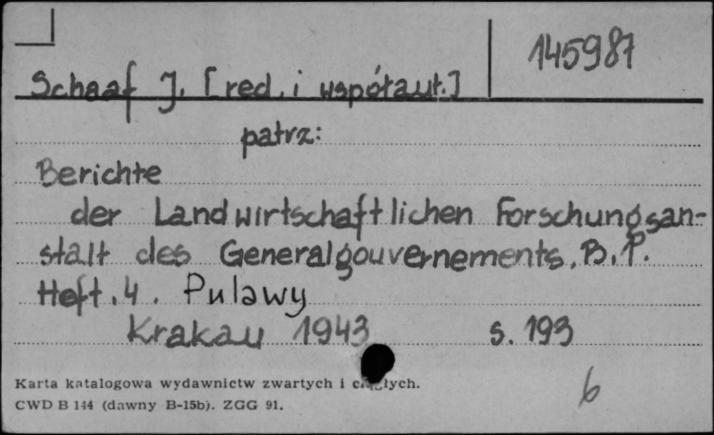 145987
Schaaf J. [red. i współaut.]
patrz:
Berichte
der Landwirtschaftlichen Forschungsan-
stalt des Generalgouvernements. B. P.
Heft. 4. Pulawy
Krakau 1943 s. 193
Karta katalogowa wydawnictw zwartych i ciągłych.
CWD B 144 (dawny B-15b). ZGG 91.
6